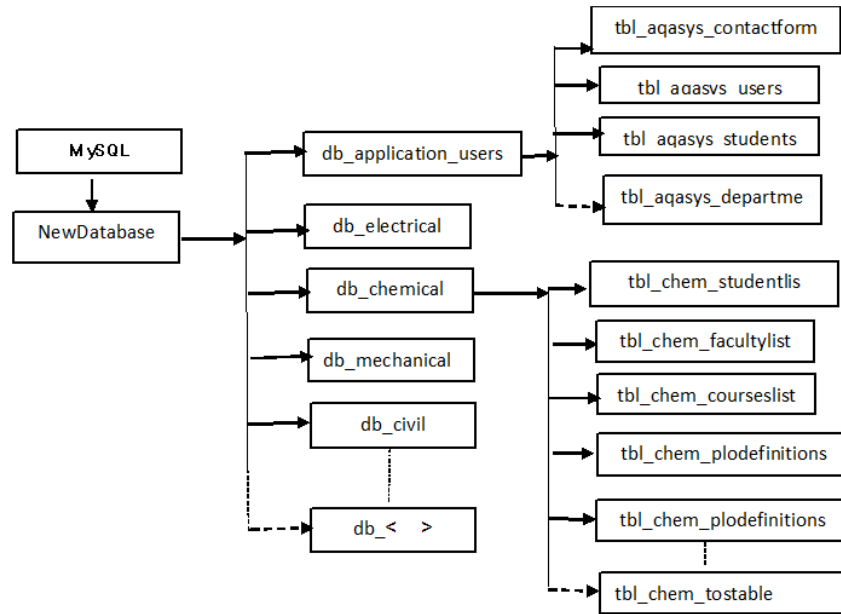 MySQL
NewDatabase
db_application_users
db_electrical
db_chemical
db_mechanical
db_civil
db_< >
tbl_aqasys_contactform
tbl_aqasys_users
tbl_aqasys_students
tbl_aqasys_departme
tbl_chem_studentlis
tbl_chem_facultylist
tbl_chem_courseslist
tbl_chem_plodefinitions
tbl_chem_plodefinitions
tbl_chem_tostable